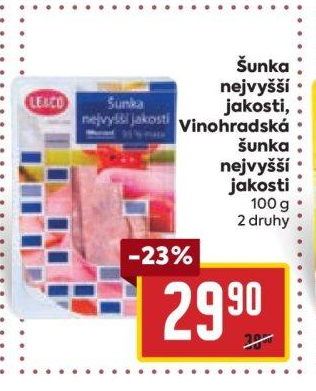 Šunka
nejvyšší
jakosti,
Vinohradská
šunka
nejvyšší
jakosti
100 g
2 druhy
LE&CO
Šunka
nejvyšší jakosti
-23%
29 90